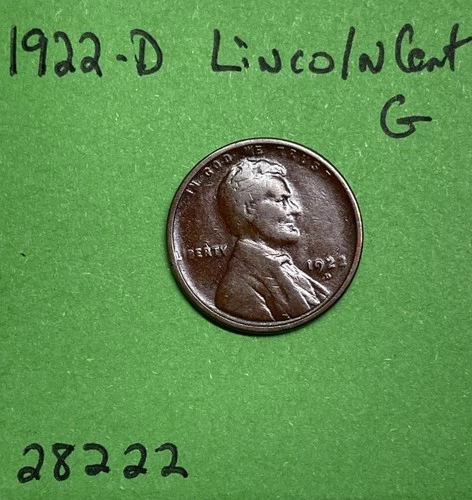 1922-D Lincoln Cent
G
IN GOD WE TRUST
LIBERTY 1922
D
28222